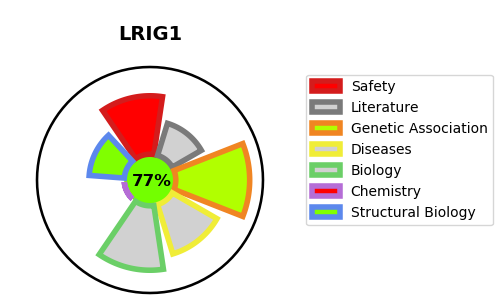 LRIG1
77%
Safety
Literature
Genetic Association
Diseases
Biology
Chemistry
Structural Biology